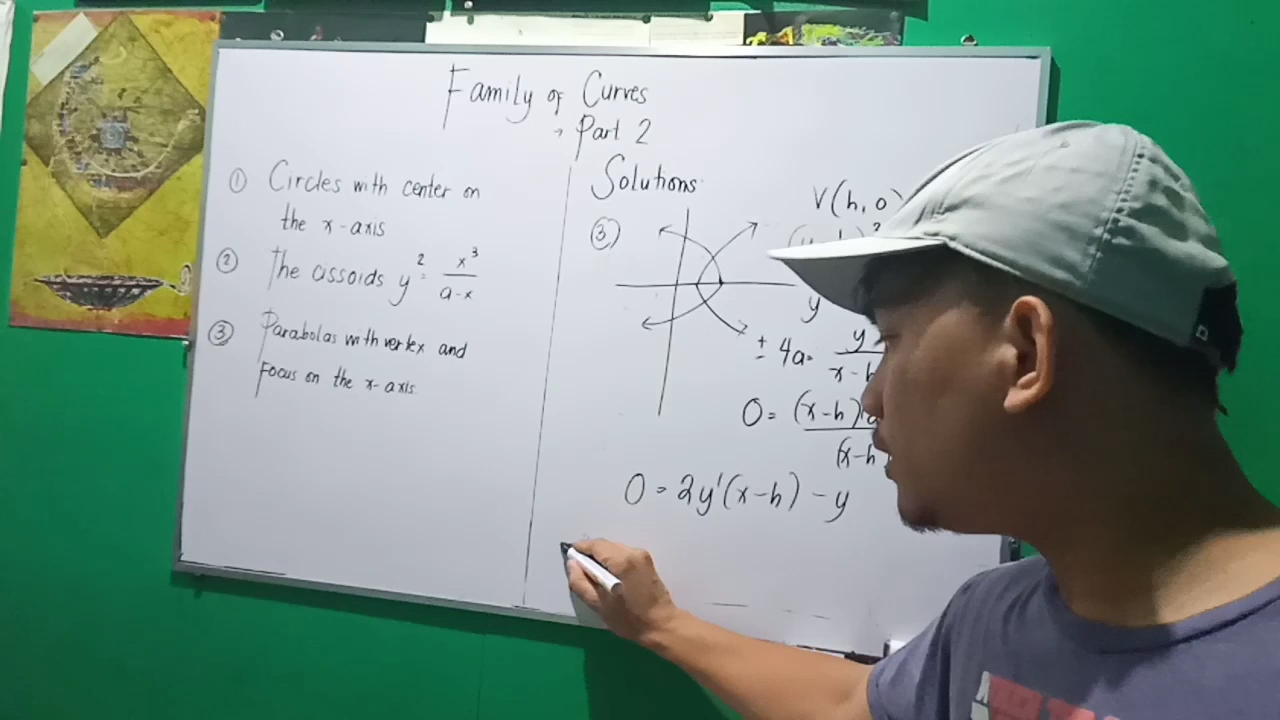 Family of Curves
→ Part 2
① Circles with center on
the x-axis
② The cissoids y² = x³/(a-x)
③ Parabolas with vertex and
Focus on the x-axis
Solutions
③
V(h, 0)
y
± 4a =
x-h
0 = (x-h)
(x-h
0 = 2y'(x-h) - y